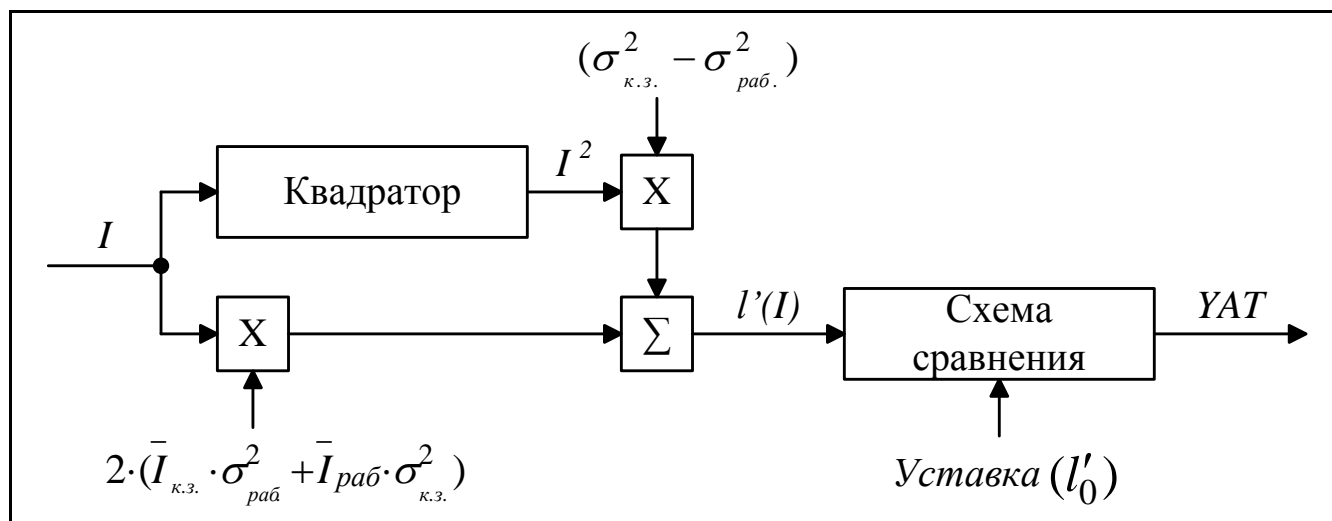 (σ²к.з. − σ²раб.)
Квадратор
I²
X
I
X
∑
l’(I)
Схема
сравнения
YAT
2·(Īк.з.·σ²раб + Īраб·σ²к.з.)
Уставка (l′₀)